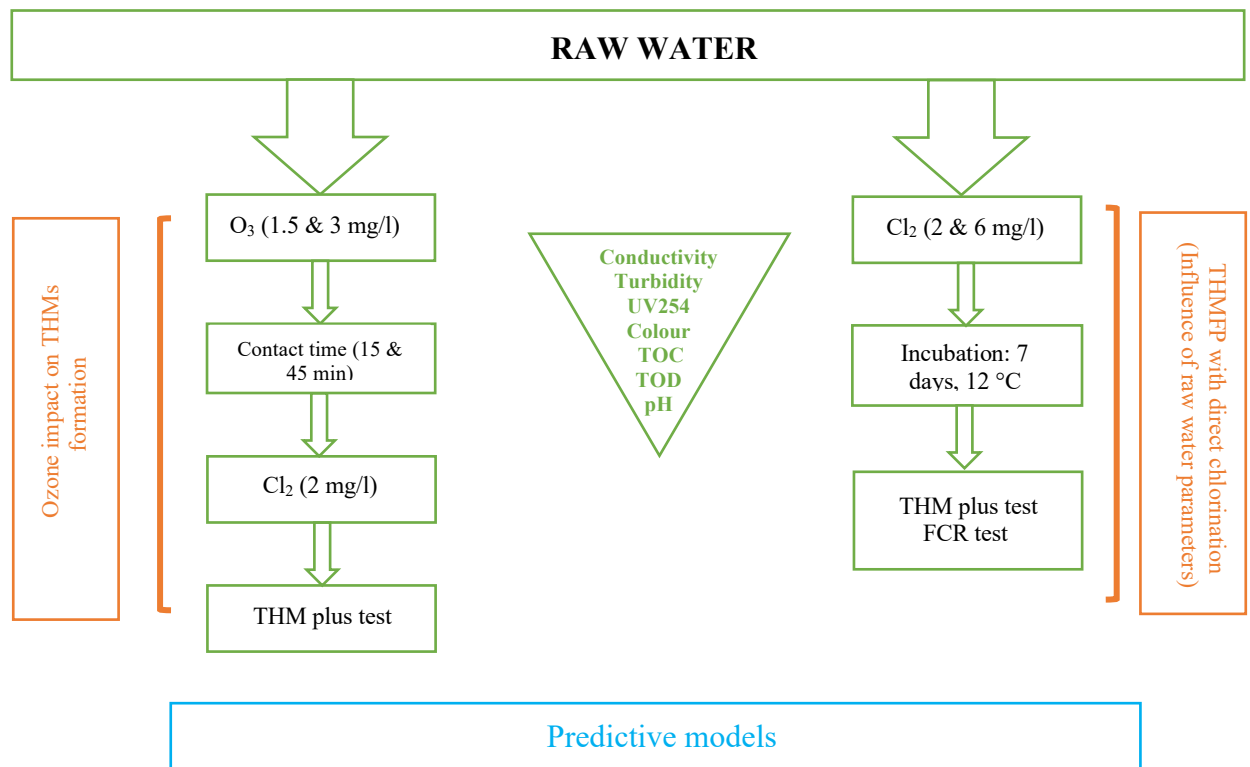 RAW WATER
Ozone impact on THMs
formation
O₃ (1.5 & 3 mg/l)
Contact time (15 &
45 min)
Cl₂ (2 mg/l)
THM plus test
Conductivity
Turbidity
UV254
Colour
TOC
TOD
pH
Cl₂ (2 & 6 mg/l)
Incubation: 7
days, 12 °C
THM plus test
FCR test
THMFP with direct chlorination
(Influence of raw water parameters)
Predictive models